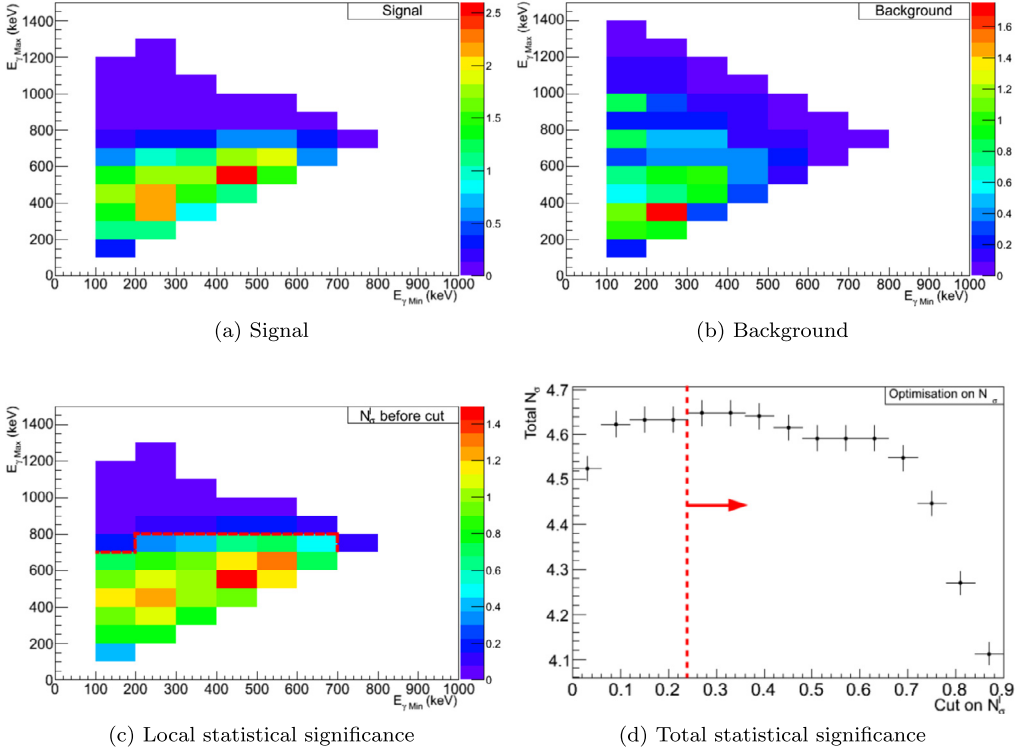 Signal
E γ Max (keV)
1400
1200
1000
800
600
400
200
0
0 100 200 300 400 500 600 700 800 900 1000
E γ Min (keV)
2.5
2
1.5
1
0.5
0
(a) Signal
Background
E γ Max (keV)
1400
1200
1000
800
600
400
200
0
0 100 200 300 400 500 600 700 800 900 1000
E γ Min (keV)
1.6
1.4
1.2
1
0.8
0.6
0.4
0.2
0
(b) Background
N^l_σ before cut
E γ Max (keV)
1400
1200
1000
800
600
400
200
0
0 100 200 300 400 500 600 700 800 900 1000
E γ Min (keV)
1.4
1.2
1
0.8
0.6
0.4
0.2
0
(c) Local statistical significance
Optimisation on N σ
Total N_σ
4.7
4.6
4.5
4.4
4.3
4.2
4.1
0 0.1 0.2 0.3 0.4 0.5 0.6 0.7 0.8 0.9
Cut on N^l_σ
(d) Total statistical significance